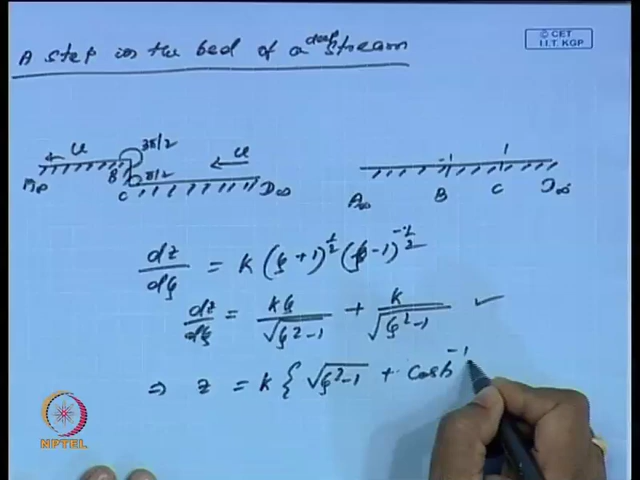 A step in the bed of a deep stream
© CET
I.I.T. KGP
U
3π/2
U
π/2
A∞
B
C
D∞
-1
1
A∞
B
C
D∞
dz/dζ = K (ζ+1)^{1/2} (ζ-1)^{-1/2}
dz/dζ = Kζ/√(ζ²-1) + K/√(ζ²-1) ✓
⇒ z = K { √(ζ²-1) + cosh^{-1}
NPTEL